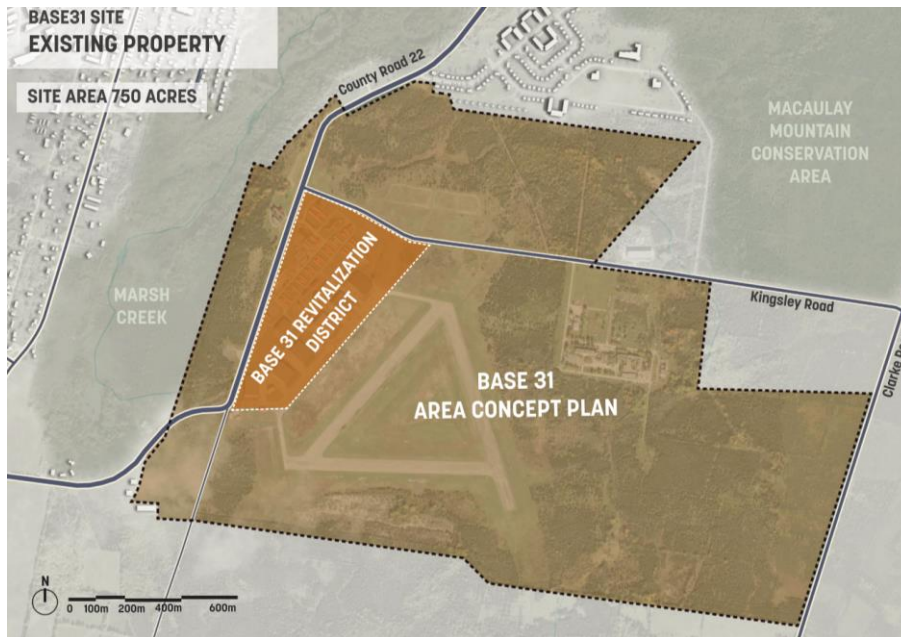 BASE31 SITE
EXISTING PROPERTY
SITE AREA 750 ACRES
County Road 22
MACAULAY
MOUNTAIN
CONSERVATION
AREA
MARSH
CREEK
BASE 31 REVITALIZATION
DISTRICT
Kingsley Road
BASE 31
AREA CONCEPT PLAN
Clarke
N
0 100m 200m 400m 600m